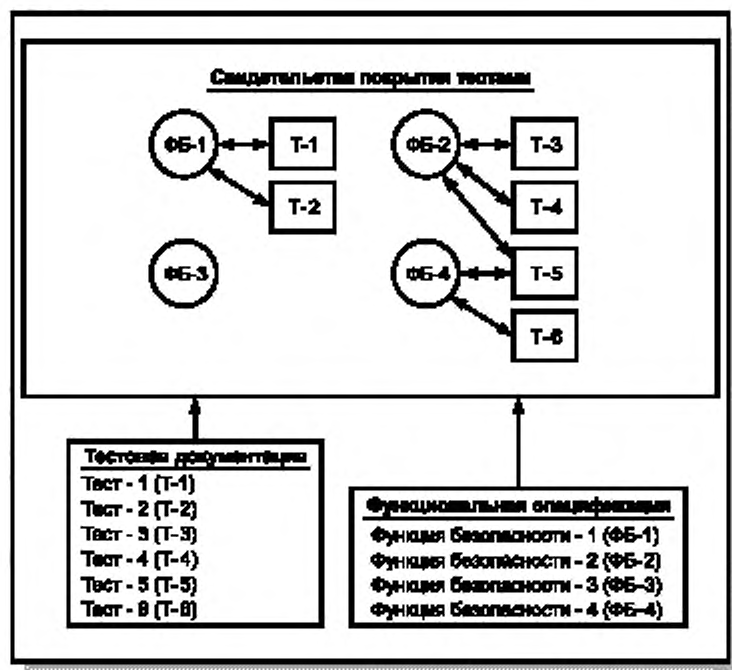 Свидетельства покрытия тестами
ФБ-1
Т-1
ФБ-2
Т-3
Т-2
Т-4
ФБ-3
ФБ-4
Т-5
Т-6
Тестовая документация
Тест - 1 (Т-1)
Тест - 2 (Т-2)
Тест - 3 (Т-3)
Тест - 4 (Т-4)
Тест - 5 (Т-5)
Тест - 6 (Т-6)
Функциональная спецификация
Функция безопасности - 1 (ФБ-1)
Функция безопасности - 2 (ФБ-2)
Функция безопасности - 3 (ФБ-3)
Функция безопасности - 4 (ФБ-4)